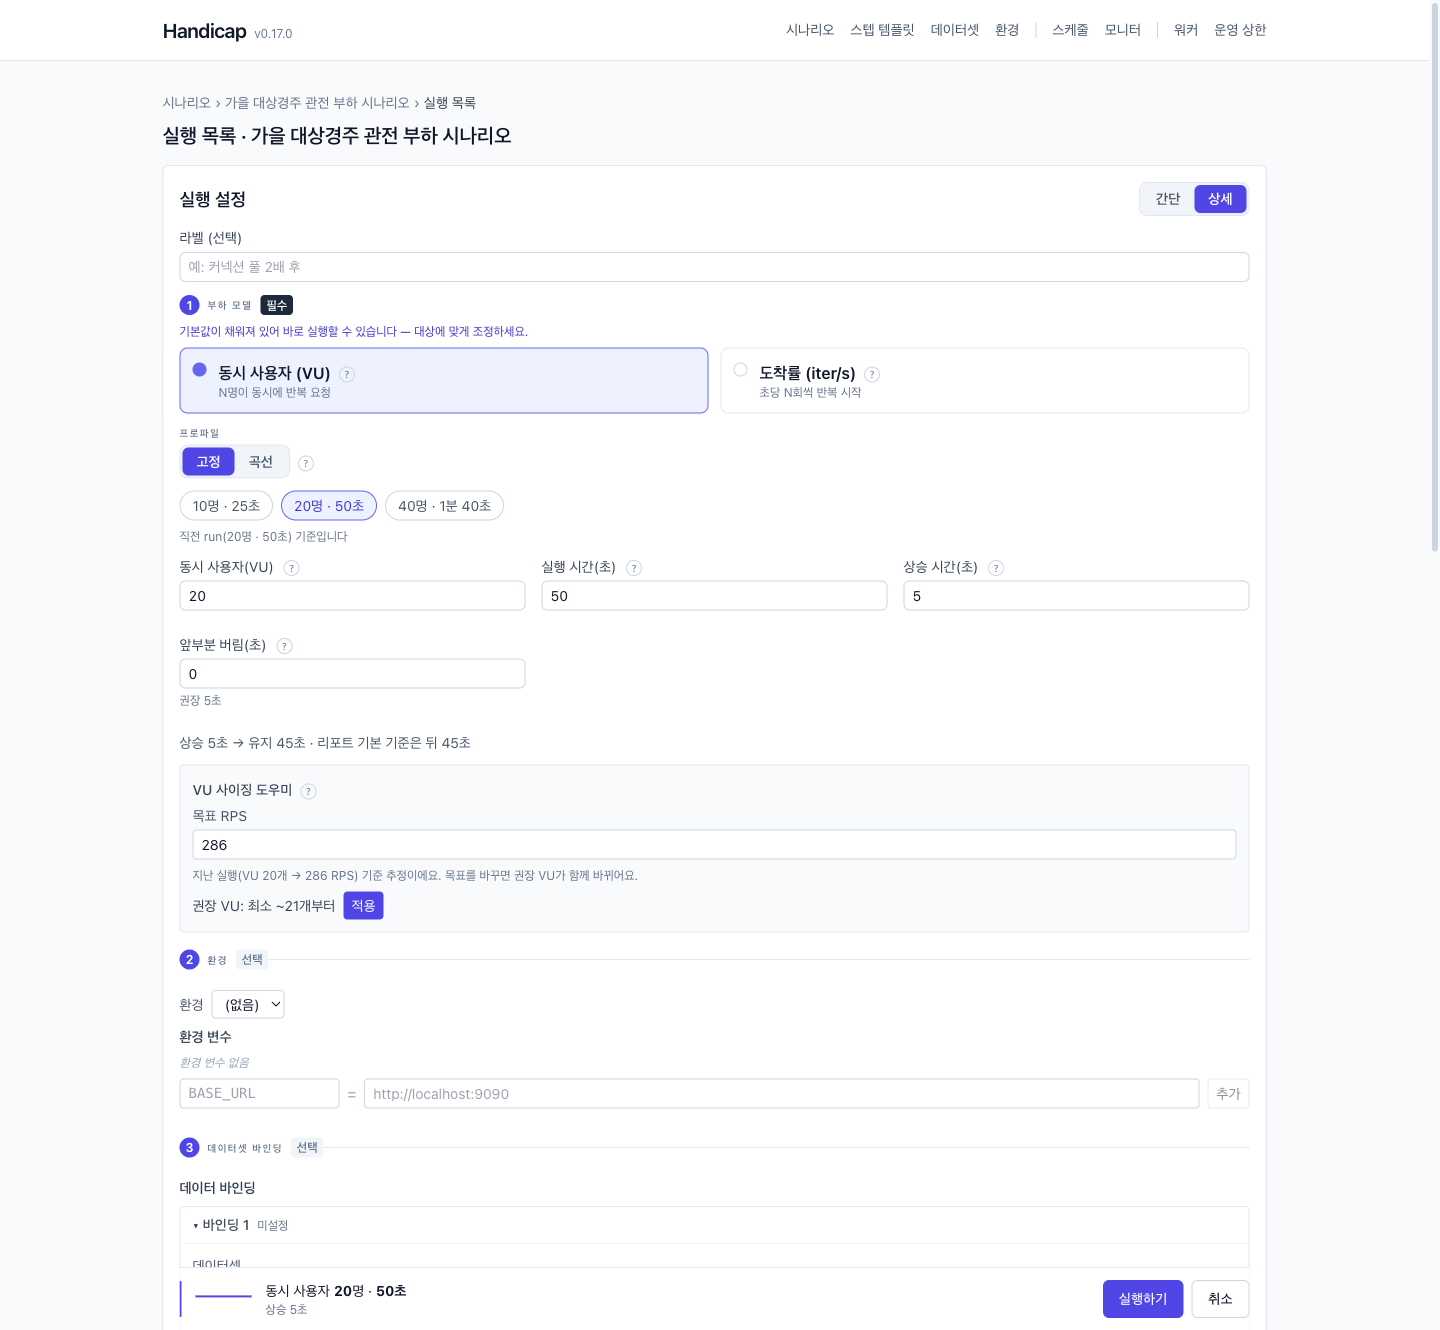 Handicap v0.17.0
시나리오 스텝 템플릿 데이터셋 환경 스케줄 모니터 워커 운영 상한
시나리오 › 가을 대상경주 관전 부하 시나리오 › 실행 목록
실행 목록 · 가을 대상경주 관전 부하 시나리오
실행 설정
간단 상세
라벨 (선택)
예: 커넥션 풀 2배 후
1 부하 모델 필수
기본값이 채워져 있어 바로 실행할 수 있습니다 — 대상에 맞게 조정하세요.
동시 사용자 (VU) ?
N명이 동시에 반복 요청
도착률 (iter/s) ?
초당 N회씩 반복 시작
프로파일
고정 곡선 ?
10명 · 25초 20명 · 50초 40명 · 1분 40초
직전 run(20명 · 50초) 기준입니다
동시 사용자(VU) ? 실행 시간(초) ? 상승 시간(초) ?
20 50 5
앞부분 버림(초) ?
0
권장 5초
상승 5초 → 유지 45초 · 리포트 기본 기준은 뒤 45초
VU 사이징 도우미 ?
목표 RPS
286
지난 실행(VU 20개 → 286 RPS) 기준 추정이에요. 목표를 바꾸면 권장 VU가 함께 바뀌어요.
권장 VU: 최소 ~21개부터 적용
2 환경 선택
환경 (없음)
환경 변수
환경 변수 없음
BASE_URL = http://localhost:9090 추가
3 데이터셋 바인딩 선택
데이터 바인딩
▾ 바인딩 1 미설정
데이터셋
동시 사용자 20명 · 50초
상승 5초
실행하기 취소